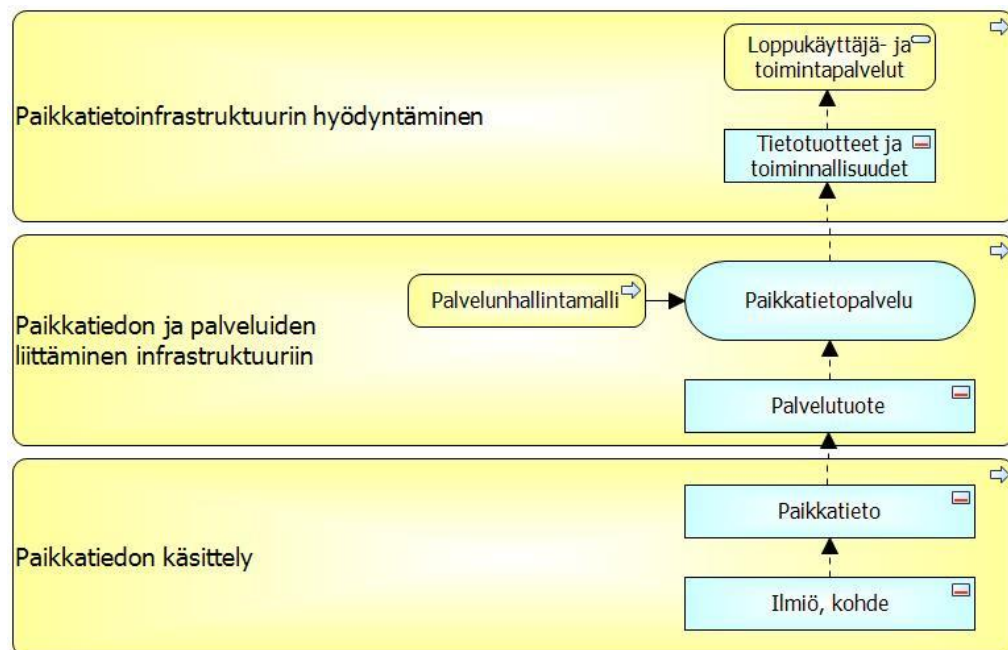 Loppukäyttäjä- ja
toimintapalvelut
Paikkatietoinfrastruktuurin hyödyntäminen
Tietotuotteet ja
toiminnallisuudet
Palvelunhallintamalli
Paikkatietopalvelu
Paikkatiedon ja palveluiden
liittäminen infrastruktuuriin
Palvelutuote
Paikkatieto
Paikkatiedon käsittely
Ilmiö, kohde